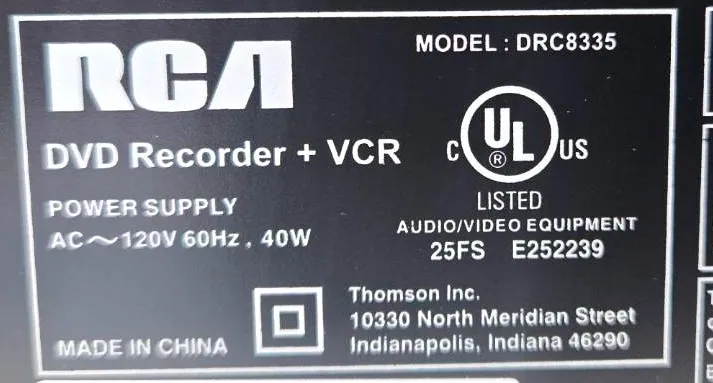 RCA
MODEL : DRC8335
DVD Recorder + VCR
C UL ® US
LISTED
POWER SUPPLY
AC～120V 60Hz , 40W
AUDIO/VIDEO EQUIPMENT
25FS E252239
Thomson Inc.
10330 North Meridian Street
Indianapolis, Indiana 46290
MADE IN CHINA